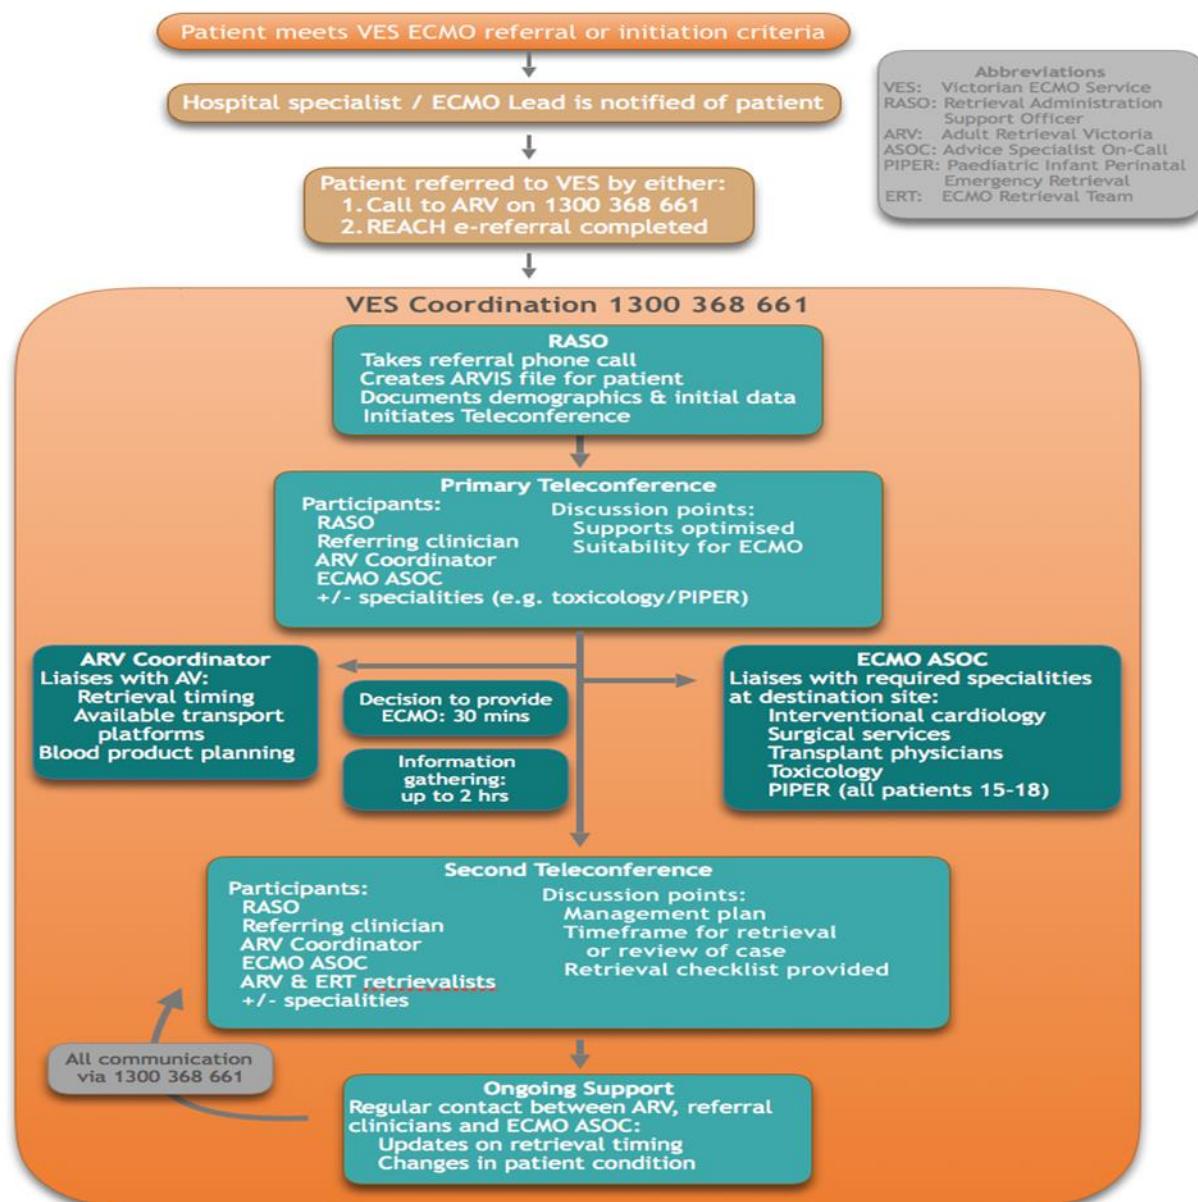 Patient meets VES ECMO referral or initiation criteria
Hospital specialist / ECMO Lead is notified of patient
Patient referred to VES by either:
1. Call to ARV on 1300 368 661
2. REACH e-referral completed
Abbreviations
VES: Victorian ECMO Service
RASO: Retrieval Administration
Support Officer
ARV: Adult Retrieval Victoria
ASOC: Advice Specialist On-Call
PIPER: Paediatric Infant Perinatal
Emergency Retrieval
ERT: ECMO Retrieval Team
VES Coordination 1300 368 661
RASO
Takes referral phone call
Creates ARVIS file for patient
Documents demographics & initial data
Initiates Teleconference
Primary Teleconference
Participants:
RASO
Referring clinician
ARV Coordinator
ECMO ASOC
+/- specialities (e.g. toxicology/PIPER)
Discussion points:
Supports optimised
Suitability for ECMO
ARV Coordinator
Liaises with AV:
Retrieval timing
Available transport
platforms
Blood product planning
Decision to provide
ECMO: 30 mins
Information
gathering:
up to 2 hrs
ECMO ASOC
Liaises with required specialities
at destination site:
Interventional cardiology
Surgical services
Transplant physicians
Toxicology
PIPER (all patients 15-18)
Second Teleconference
Participants:
RASO
Referring clinician
ARV Coordinator
ECMO ASOC
ARV & ERT retrievalists
+/- specialities
Discussion points:
Management plan
Timeframe for retrieval
or review of case
Retrieval checklist provided
All communication
via 1300 368 661
Ongoing Support
Regular contact between ARV, referral
clinicians and ECMO ASOC:
Updates on retrieval timing
Changes in patient condition